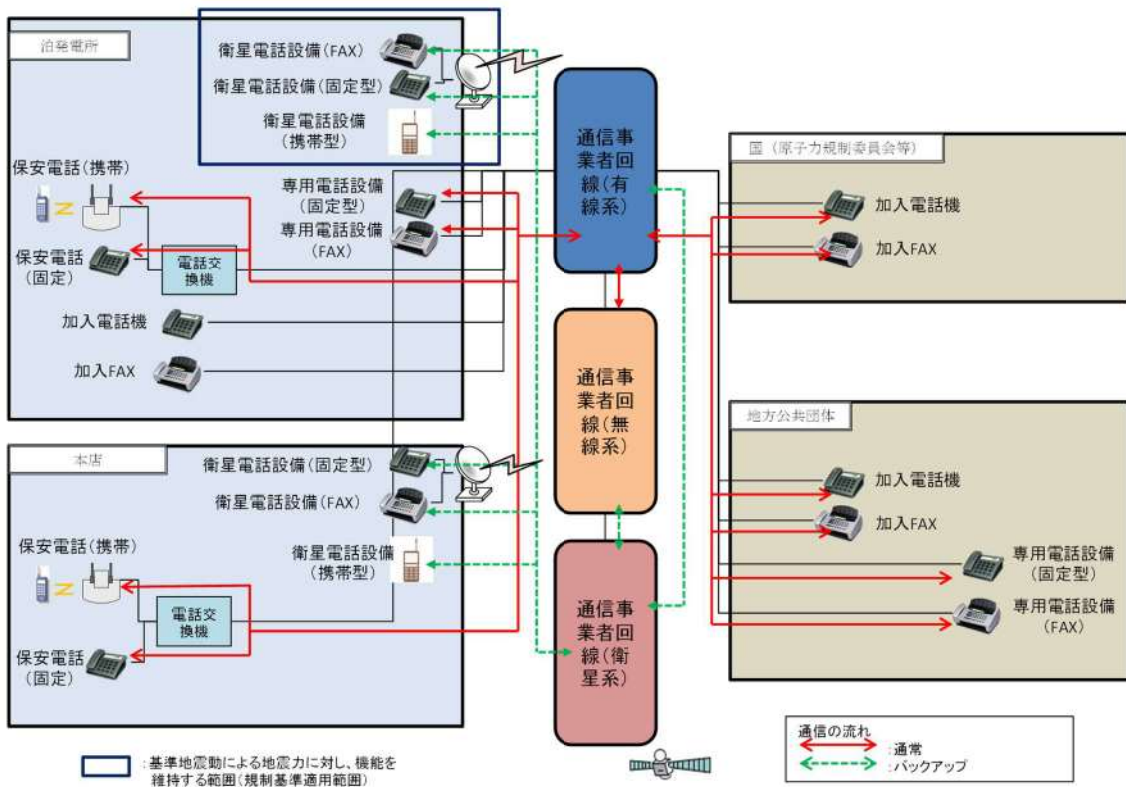 泊発電所
衛星電話設備(FAX)
衛星電話設備(固定型)
衛星電話設備
(携帯型)
保安電話(携帯)
専用電話設備
(固定型)
専用電話設備
(FAX)
保安電話
(固定)
電話交
換機
加入電話機
加入FAX
本店
衛星電話設備(固定型)
衛星電話設備(FAX)
衛星電話設備
(携帯型)
保安電話(携帯)
電話交
換機
保安電話
(固定)
通信事
業者回
線(有
線系)
通信事
業者回
線(無
線系)
通信事
業者回
線(衛
星系)
国(原子力規制委員会等)
加入電話機
加入FAX
地方公共団体
加入電話機
加入FAX
専用電話設備
(固定型)
専用電話設備
(FAX)
:基準地震動による地震力に対し、機能を
維持する範囲(規制基準適用範囲)
通信の流れ
:通常
:バックアップ